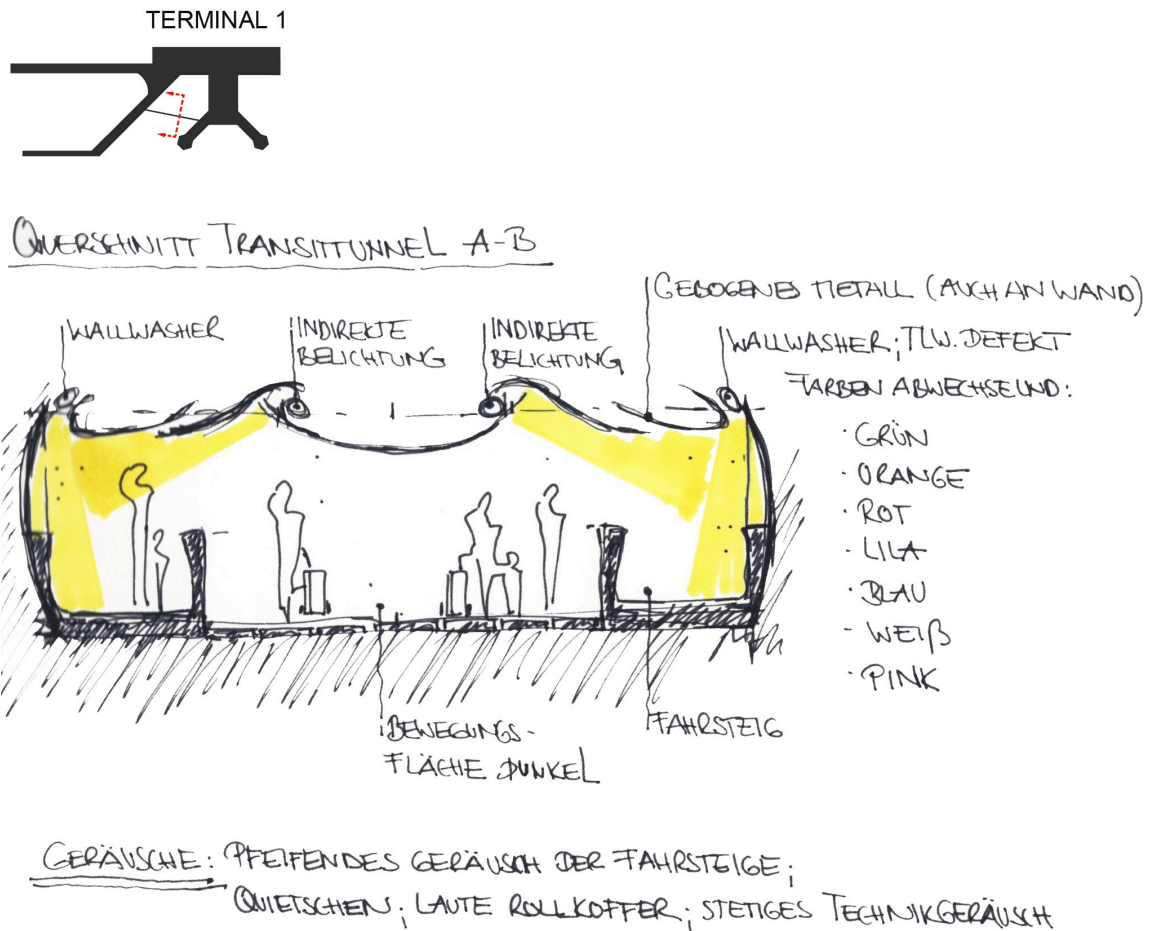 TERMINAL 1
QUERSCHNITT TRANSITTUNNEL A-B
GEBOGENES METALL (AUCH AN WAND)
WALLWASHER
INDIREKTE
BELICHTUNG
INDIREKTE
BELICHTUNG
WALLWASHER; TLW. DEFEKT
FARBEN ABWECHSELND:
· GRÜN
· ORANGE
· ROT
· LILA
· BLAU
- WEIß
· PINK
BEWEGUNGS-
FLÄCHE DUNKEL
FAHRSTEIG
GERÄUSCHE: PFEIFENDES GERÄUSCH DER FAHRSTEIGE;
QUIETSCHEN; LAUTE ROLLKOFFER; STETIGES TECHNIKGERÄUSCH